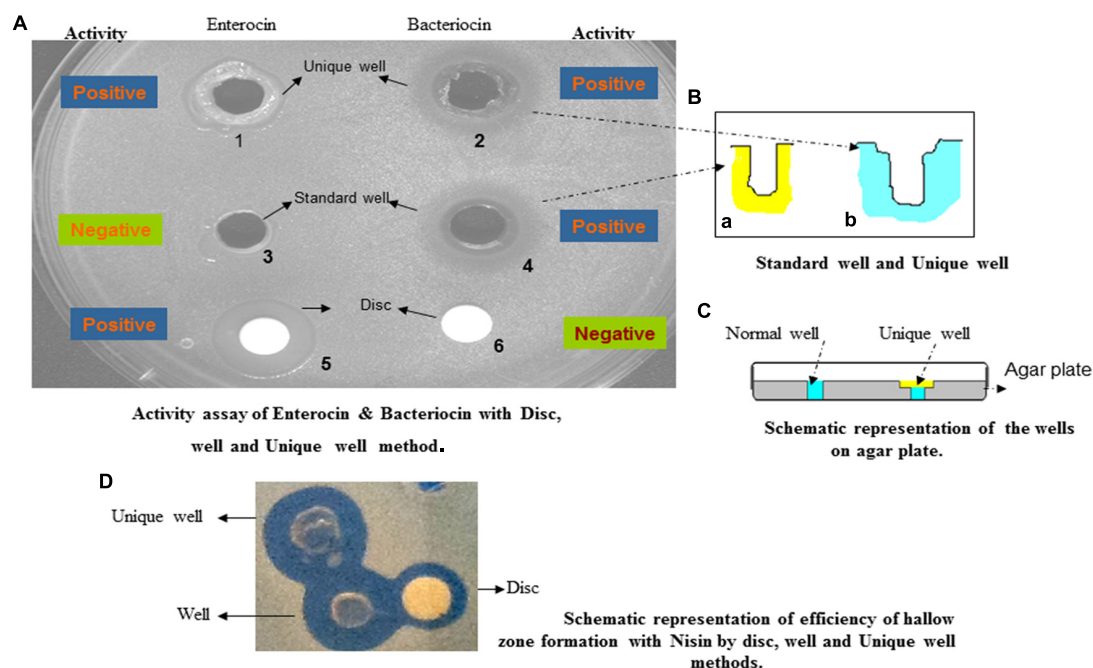 A
Activity
Enterocin
Bacteriocin
Activity
Positive
Unique well
Positive
1
2
Negative
Standard well
Positive
3
4
Positive
Disc
Negative
5
6
Activity assay of Enterocin & Bacteriocin with Disc,
well and Unique well method.
B
a
b
Standard well and Unique well
C
Normal well
Unique well
Agar plate
Schematic representation of the wells
on agar plate.
D
Unique well
Well
Disc
Schematic representation of efficiency of hallow
zone formation with Nisin by disc, well and Unique well
methods.